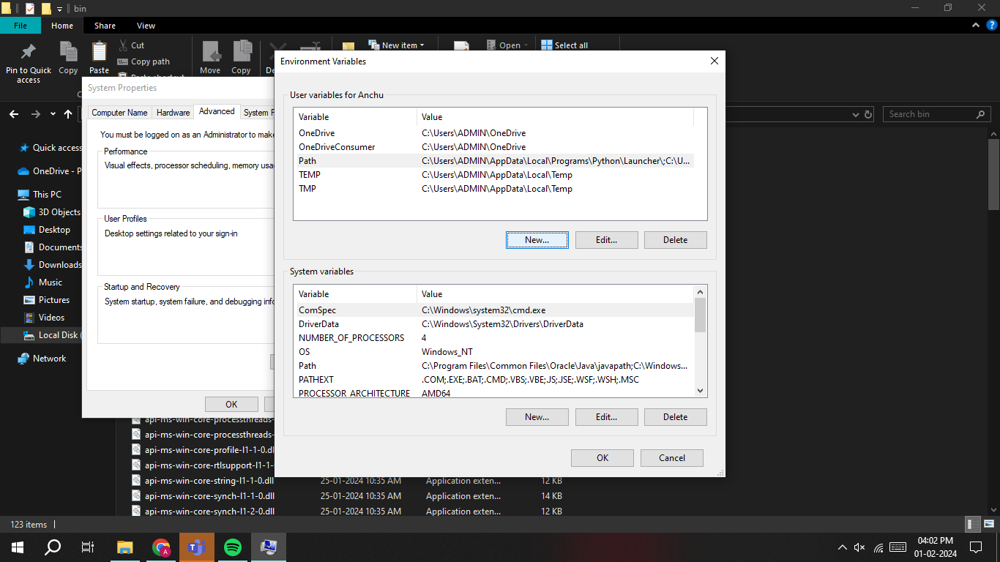 bin
File Home Share View
Pin to Quick access
Copy
Paste
Cut
Copy path
Paste shortcut
Move
Copy
New item
Open
Select all
Search bin
Quick access
OneDrive - P
This PC
3D Objects
Desktop
Documents
Downloads
Music
Pictures
Videos
Local Disk (
Network
System Properties
Computer Name Hardware Advanced System P
You must be logged on as an Administrator to make
Performance
Visual effects, processor scheduling, memory usa
User Profiles
Desktop settings related to your sign-in
Startup and Recovery
System startup, system failure, and debugging info
OK
Environment Variables
User variables for Anchu
Variable Value
OneDrive C:\Users\ADMIN\OneDrive
OneDriveConsumer C:\Users\ADMIN\OneDrive
Path C:\Users\ADMIN\AppData\Local\Programs\Python\Launcher\;C:\U...
TEMP C:\Users\ADMIN\AppData\Local\Temp
TMP C:\Users\ADMIN\AppData\Local\Temp
New... Edit... Delete
System variables
Variable Value
ComSpec C:\Windows\system32\cmd.exe
DriverData C:\Windows\System32\Drivers\DriverData
NUMBER_OF_PROCESSORS 4
OS Windows_NT
Path C:\Program Files\Common Files\Oracle\Java\javapath;C:\Windows...
PATHEXT .COM;.EXE;.BAT;.CMD;.VBS;.VBE;.JS;.JSE;.WSF;.WSH;.MSC
PROCESSOR_ARCHITECTURE AMD64
New... Edit... Delete
OK Cancel
api-ms-win-core-processthreads-
api-ms-win-core-processthreads-
api-ms-win-core-profile-l1-1-0.dl
api-ms-win-core-rtlsupport-l1-1-
api-ms-win-core-string-l1-1-0.dll 25-01-2024 10:35 AM Application exten... 12 KB
api-ms-win-core-synch-l1-1-0.dll 25-01-2024 10:35 AM Application exten... 14 KB
api-ms-win-core-synch-l1-2-0.dll 25-01-2024 10:35 AM Application exten... 12 KB
123 items
04:02 PM
01-02-2024